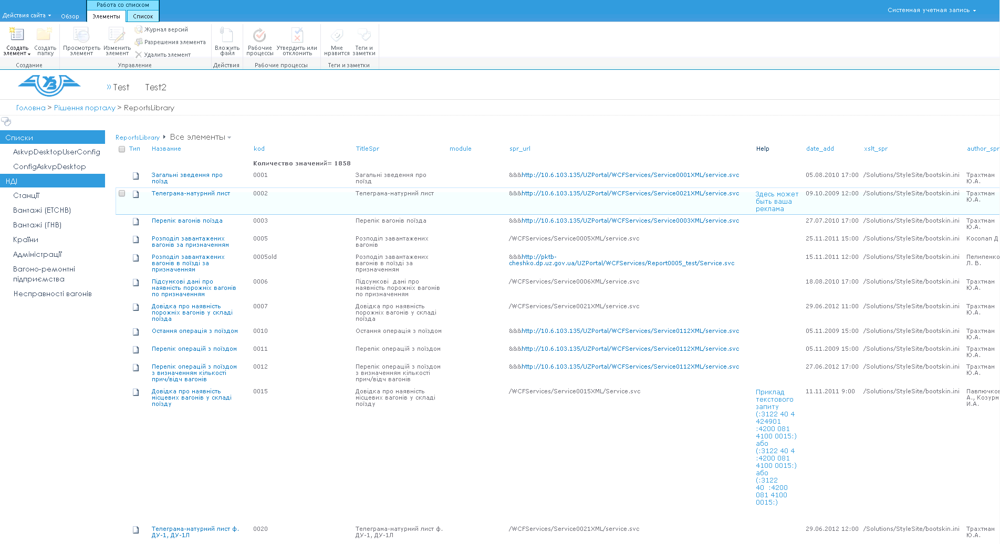 Работа со списком
Действия сайта
Обзор
Элементы
Список
Системная учетная запись
Создать элемент
Создать папку
Просмотреть элемент
Изменить элемент
Журнал версий
Разрешения элемента
Удалить элемент
Вложить файл
Рабочие процессы
Утвердить или отклонить
Мне нравится
Теги и заметки
Создание
Управление
Действия
Рабочие процессы
Теги и заметки
УЗ
» Test
Test2
Головна > Рішення порталу > ReportsLibrary
Списки
AskvpDesktopUserConfig
ConfigAskvpDesktop
НДІ
Станції
Вантажі (ЕТСНВ)
Вантажі (ГНВ)
Країни
Адміністрації
Вагоно-ремонтні
підприємства
Несправності вагонів
ReportsLibrary
Все элементы
Тип Название kod TitleSpr module spr_url Help date_add xslt_spr author_spr
Количество значений= 1858
Загальні зведення про 0001 Загальні зведення про &&&http://10.6.103.135/UZPortal/WCFServices/Service0001XML/service.svc 05.08.2010 17:00 /Solutions/StyleSite/bootskin.ini Трахтман
поїзд поїзд Ю.А.
Телеграма-натурний лист 0002 Телеграма-натурний лист &&&http://10.6.103.135/UZPortal/WCFServices/Service0021XML/service.svc Здесь может 09.10.2009 12:00 /Solutions/StyleSite/bootskin.ini Трахтман
быть ваша Ю.А.
реклама
Перелік вагонів поїзда 0003 Перелік вагонів поїзда &&&http://10.6.103.135/UZPortal/WCFServices/Service0003XML/service.svc 27.07.2010 17:00 /Solutions/StyleSite/bootskin.ini Трахтман
Ю.А.
Розподіл завантажених 0005 Розподіл завантажених /WCFServices/Service0005XML/service.svc 25.11.2011 15:00 /Solutions/StyleSite/bootskin.ini Косолап Д
вагонів за призначенням вагонів
Розподіл завантажених 0005old Розподіл завантажених &&&http://pktb- 15.11.2011 12:00 /Solutions/StyleSite/bootskin.ini Пелипенко
вагонів в поїзді за вагонів в поїзді за cheshko.dp.uz.gov.ua/UZPortal/WCFServices/Report0005_test/Service.svc Л. В.
призначенням призначенням
Підсумкові дані про 0006 Підсумкові  дані про /WCFServices/Service0006XML/service.svc 18.08.2010 17:00 /Solutions/StyleSite/bootskin.ini Трахтман
наявність порожніх вагонів наявність порожніх вагонів Ю.А.
по призначенням по призначенням
Довідка про наявність 0007 Довідка про наявність /WCFServices/Service0021XML/service.svc 29.06.2012 11:00 /Solutions/StyleSite/bootskin.ini Трахтман
порожніх вагонів у складі порожніх вагонів у складі Ю.А.
поїзда поїзда
Остання операція з поїздом 0010 Остання операція з поїздом &&&http://10.6.103.135/UZPortal/WCFServices/Service0112XML/service.svc 05.11.2009 15:00 /Solutions/StyleSite/bootskin.ini Трахтман
Ю.А.
Перелік операцій з поїздом 0011 Перелік операцій з поїздом &&&http://10.6.103.135/UZPortal/WCFServices/Service0112XML/service.svc 05.11.2009 15:00 /Solutions/StyleSite/bootskin.ini Трахтман
Ю.А.
Перелік операцій з поїздом 0012 Перелік операцій з поїздом &&&http://10.6.103.135/UZPortal/WCFServices/Service0112XML/service.svc 27.06.2012 17:00 /Solutions/StyleSite/bootskin.ini Трахтман
з визначенням кількості з визначенням кількості Ю.А.
прич/відч вагонів прич/відч вагонів
Довідка про наявність 0015 Довідка про наявність /WCFServices/Service0015XML/Service.svc Приклад 11.11.2011 9:00 /Solutions/StyleSite/bootskin.ini Павлючков
місцевих вагонів у складі місцевих вагонів у складі текстового А., Козурм
поїзду поїзду запиту И.А.
(:3122 40 4
424901
:4200 081
4100 0015:)
або
(:3122 40 4
:4200 081
4100 0015:)
або
(:3122
40  :4200
081 4100
0015:)
Телеграма-натурний лист ф. 0020 Телеграма-натурний лист ф. /WCFServices/Service0021XML/service.svc 29.06.2012 12:00 /Solutions/StyleSite/bootskin.ini Трахтман
ДУ-1, ДУ-1Л ДУ-1, ДУ-1Л Ю.А.